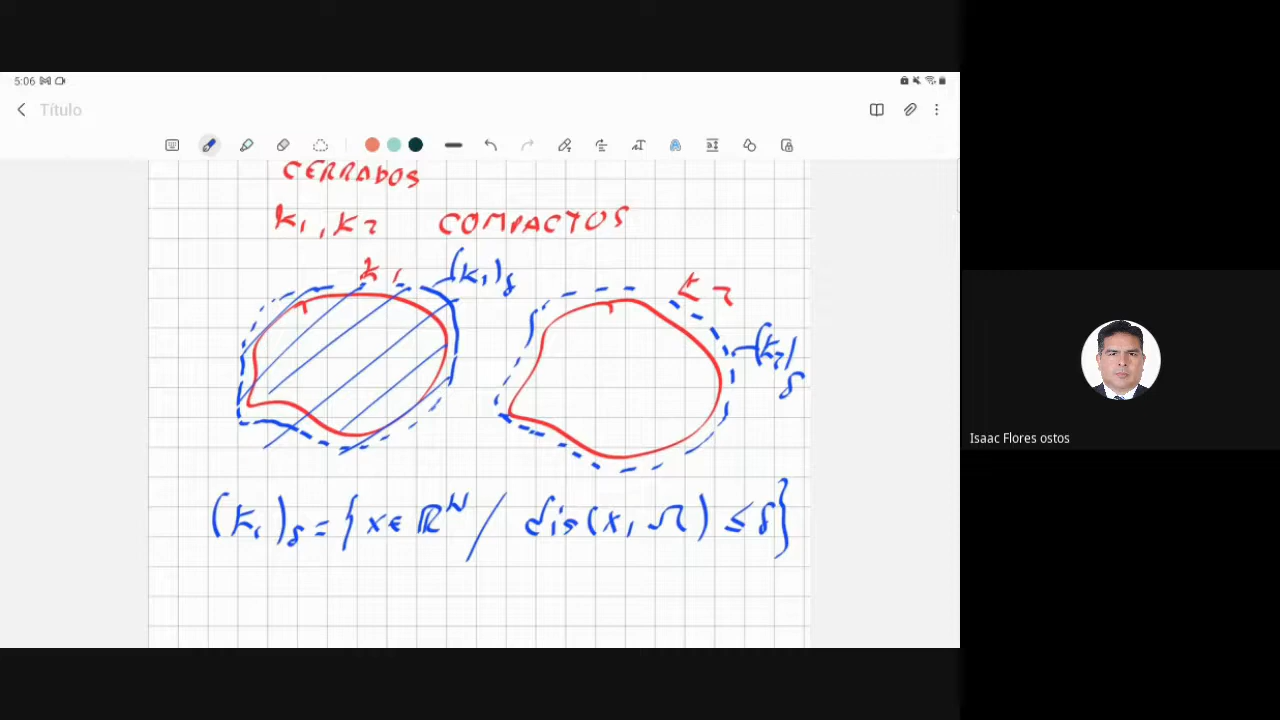 5:06
Título
CERRADOS
K₁, K₂ COMPACTOS
K₁ (K₁)δ K₂
(K₂)δ
(K₁)δ = { x ∈ ℝᴺ / dis(x, Ω) ≤ δ }
Isaac Flores ostos